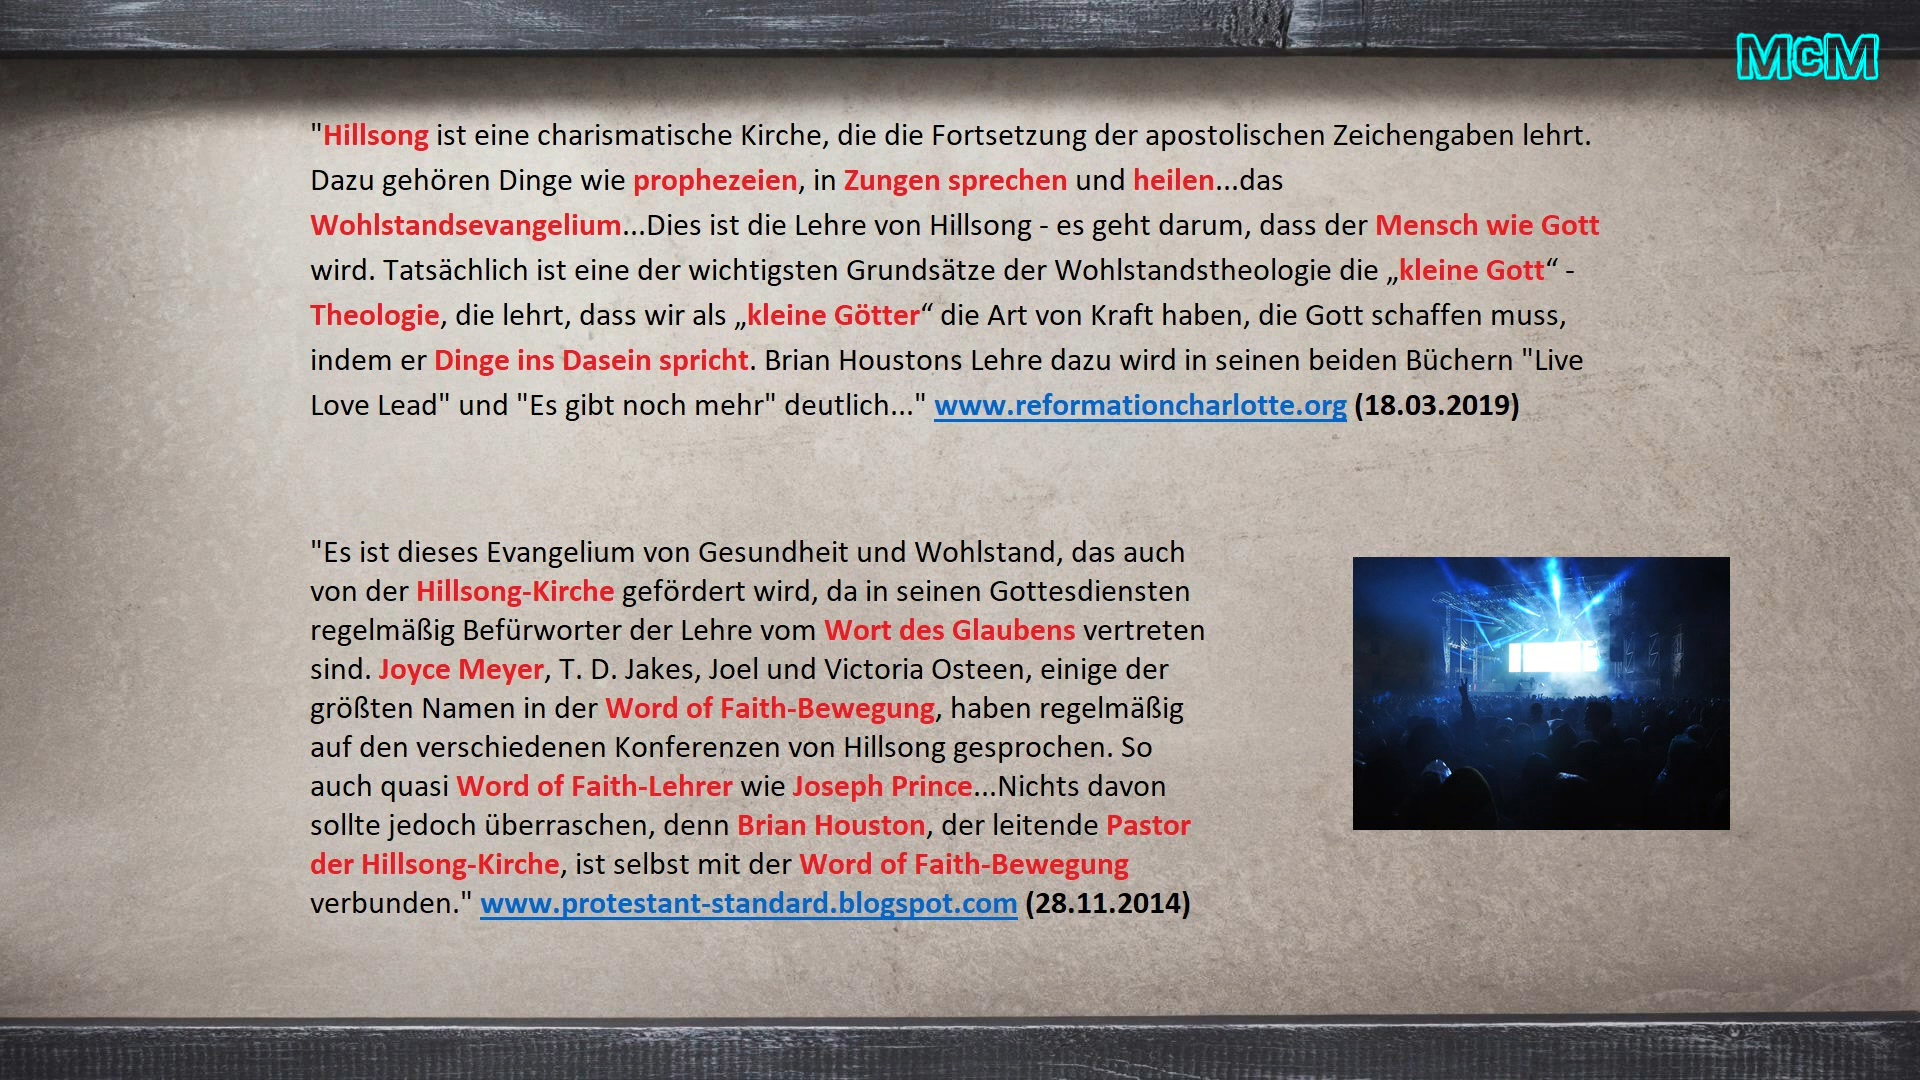 McM
"Hillsong ist eine charismatische Kirche, die die Fortsetzung der apostolischen Zeichengaben lehrt.
Dazu gehören Dinge wie prophezeien, in Zungen sprechen und heilen...das
Wohlstandsevangelium...Dies ist die Lehre von Hillsong - es geht darum, dass der Mensch wie Gott
wird. Tatsächlich ist eine der wichtigsten Grundsätze der Wohlstandstheologie die „kleine Gott“ -
Theologie, die lehrt, dass wir als „kleine Götter“ die Art von Kraft haben, die Gott schaffen muss,
indem er Dinge ins Dasein spricht. Brian Houstons Lehre dazu wird in seinen beiden Büchern "Live
Love Lead" und "Es gibt noch mehr" deutlich..." www.reformationcharlotte.org (18.03.2019)
"Es ist dieses Evangelium von Gesundheit und Wohlstand, das auch
von der Hillsong-Kirche gefördert wird, da in seinen Gottesdiensten
regelmäßig Befürworter der Lehre vom Wort des Glaubens vertreten
sind. Joyce Meyer, T. D. Jakes, Joel und Victoria Osteen, einige der
größten Namen in der Word of Faith-Bewegung, haben regelmäßig
auf den verschiedenen Konferenzen von Hillsong gesprochen. So
auch quasi Word of Faith-Lehrer wie Joseph Prince...Nichts davon
sollte jedoch überraschen, denn Brian Houston, der leitende Pastor
der Hillsong-Kirche, ist selbst mit der Word of Faith-Bewegung
verbunden." www.protestant-standard.blogspot.com (28.11.2014)